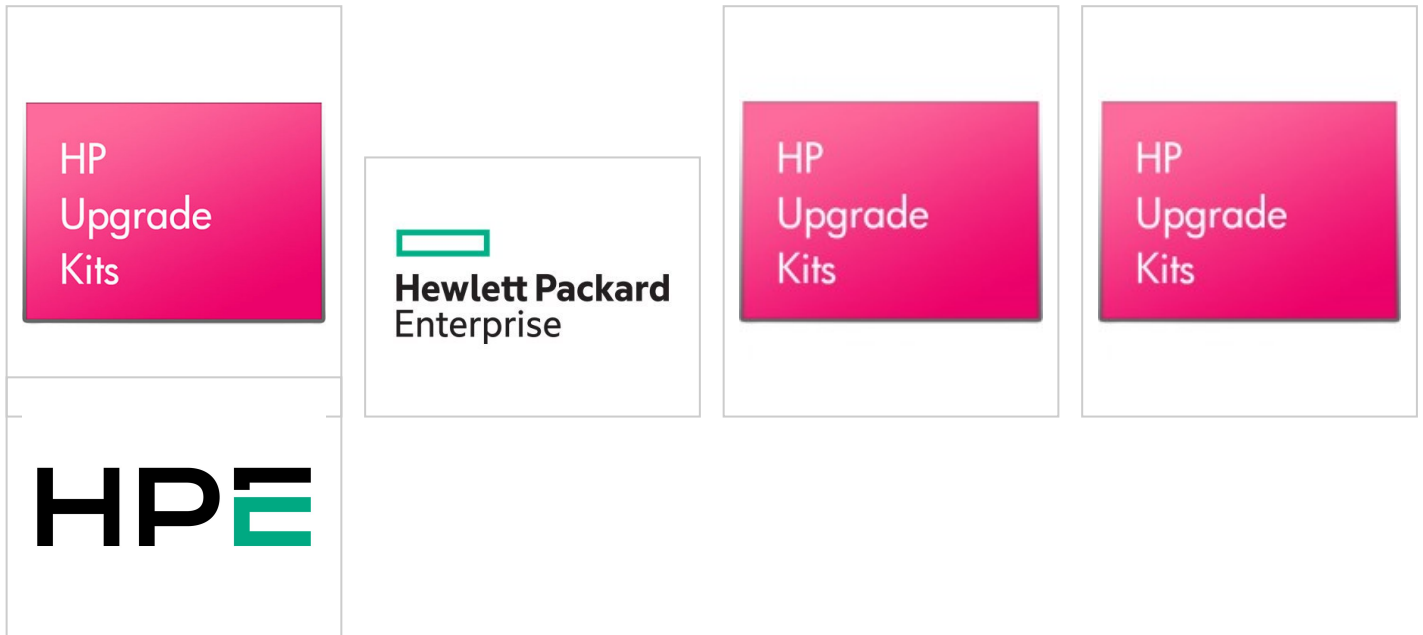 HP
Upgrade
Kits
Hewlett Packard
Enterprise
HP
Upgrade
Kits
HP
Upgrade
Kits
HPE